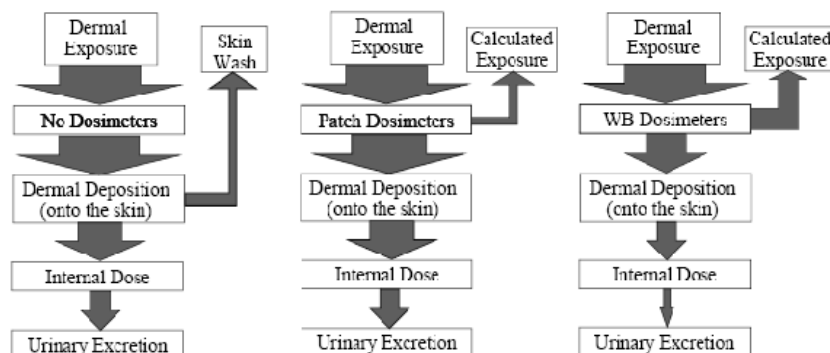 Dermal
Exposure
Skin
Wash
No Dosimeters
Dermal Deposition
(onto the skin)
Internal Dose
Urinary Excretion
Dermal
Exposure
Calculated
Exposure
Patch Dosimeters
Dermal Deposition
(onto the skin)
Internal Dose
Urinary Excretion
Dermal
Exposure
Calculated
Exposure
WB Dosimeters
Dermal Deposition
(onto the skin)
Internal Dose
Urinary Excretion